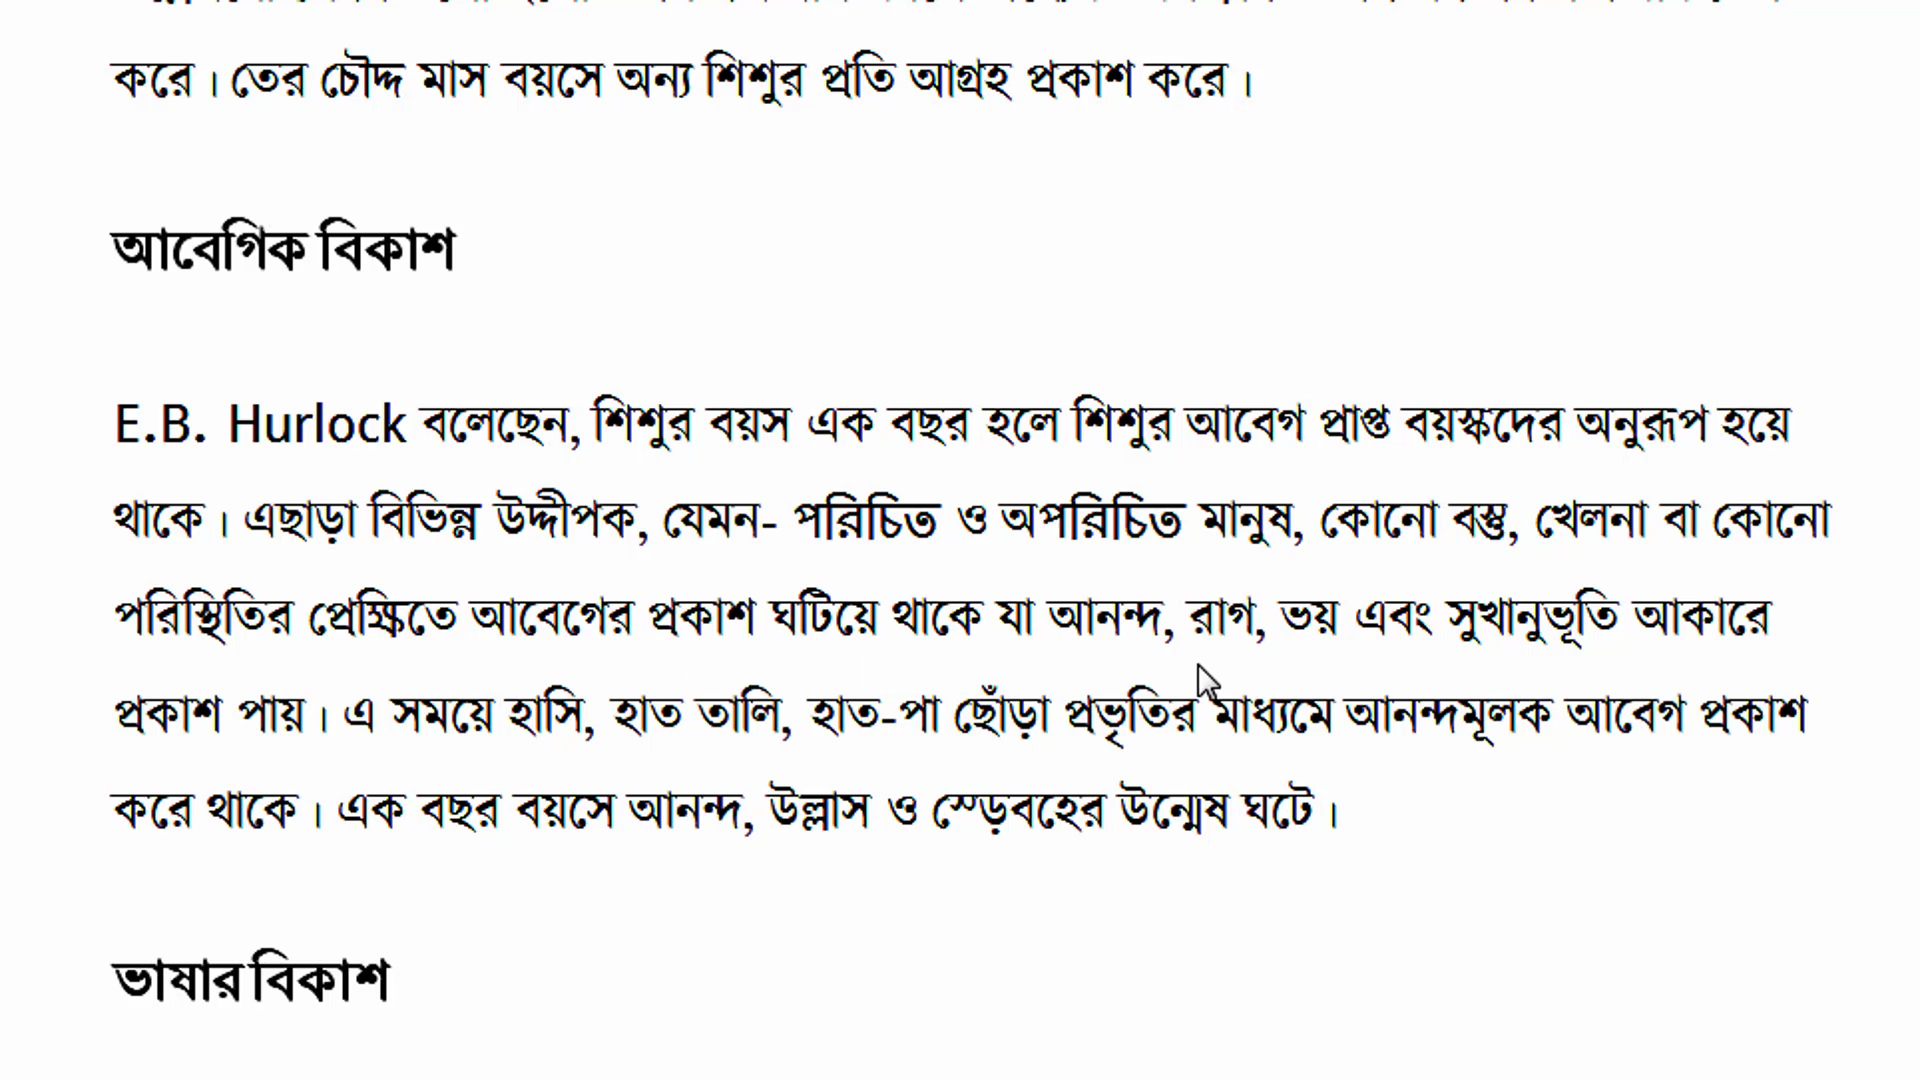 করে। তের চৌদ্দ মাস বয়সে অন্য শিশুর প্রতি আগ্রহ প্রকাশ করে।
আবেগিক বিকাশ
E.B. Hurlock বলেছেন, শিশুর বয়স এক বছর হলে শিশুর আবেগ প্রাপ্ত বয়স্কদের অনুরূপ হয়ে
থাকে। এছাড়া বিভিন্ন উদ্দীপক, যেমন- পরিচিত ও অপরিচিত মানুষ, কোনো বস্তু, খেলনা বা কোনো
পরিস্থিতির প্রেক্ষিতে আবেগের প্রকাশ ঘটিয়ে থাকে যা আনন্দ, রাগ, ভয় এবং সুখানুভূতি আকারে
প্রকাশ পায়। এ সময়ে হাসি, হাত তালি, হাত-পা ছোঁড়া প্রভৃতির মাধ্যমে আনন্দমূলক আবেগ প্রকাশ
করে থাকে। এক বছর বয়সে আনন্দ, উল্লাস ও উন্মেষ ঘটে।
ভাষার বিকাশ